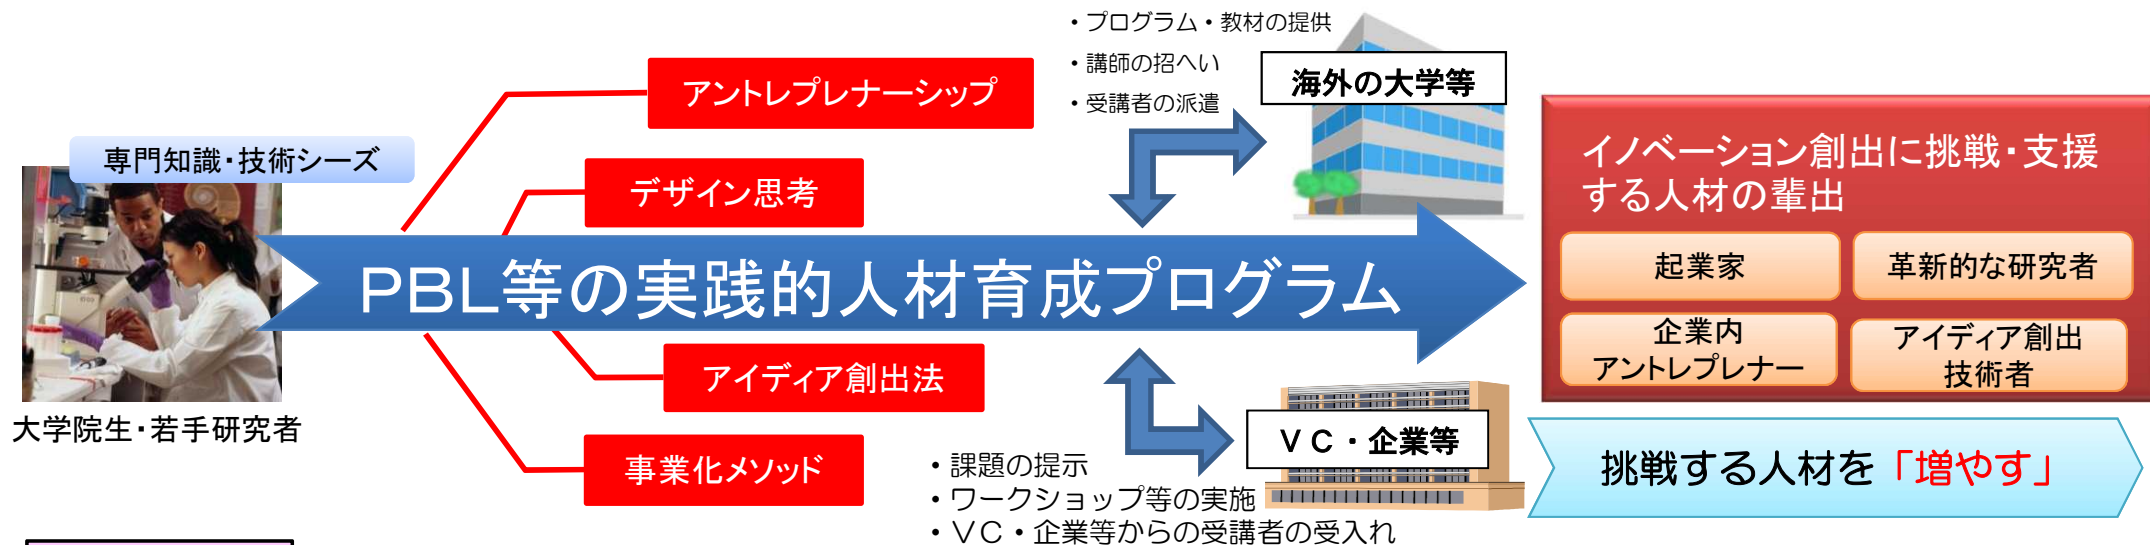 ・プログラム・教材の提供
・講師の招へい
・受講者の派遣
海外の大学等
アントレプレナーシップ
専門知識・技術シーズ
デザイン思考
イノベーション創出に挑戦・支援
する人材の輩出
起業家
革新的な研究者
企業内
アントレプレナー
アイディア創出
技術者
PBL等の実践的人材育成プログラム
アイディア創出法
大学院生・若手研究者
事業化メソッド
VC・企業等
・課題の提示
・ワークショップ等の実施
・VC・企業等からの受講者の受入れ
挑戦する人材を「増やす」